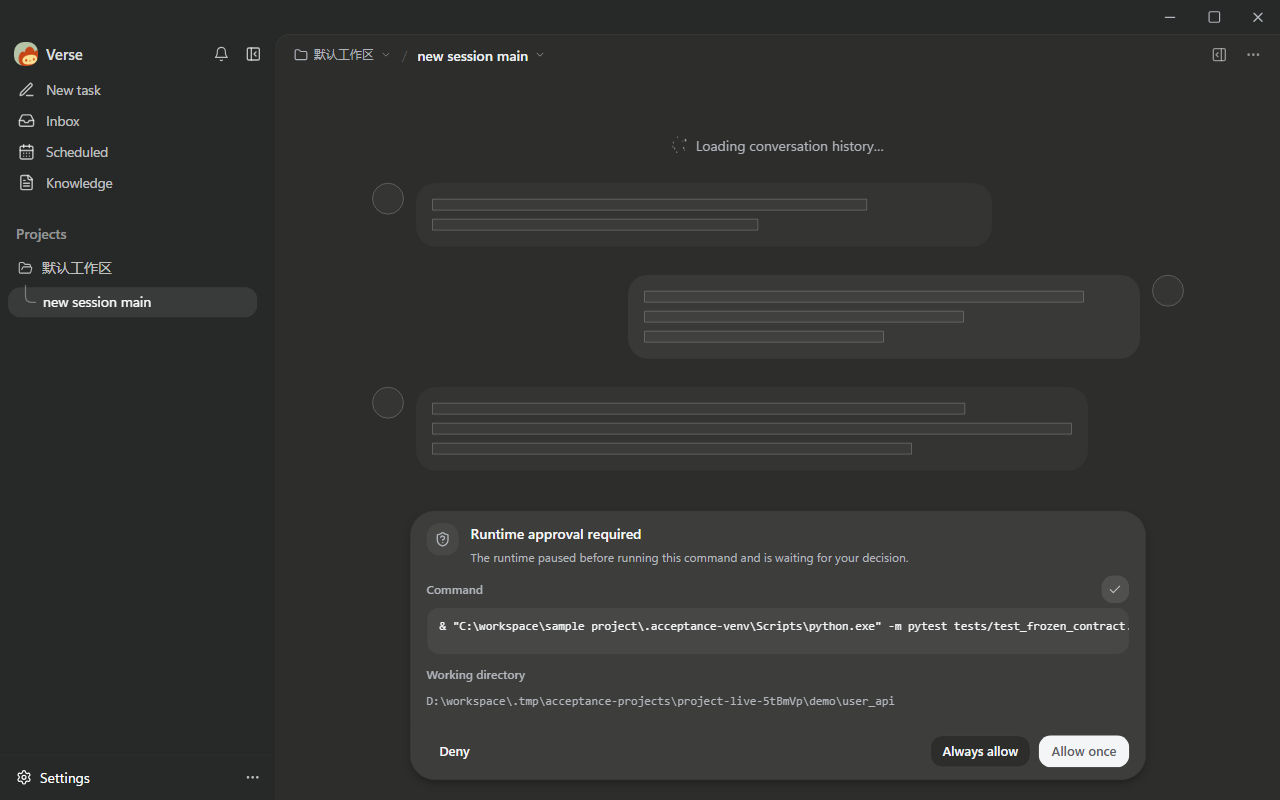 Verse
New task
Inbox
Scheduled
Knowledge
Projects
默认工作区
new session main
Settings
默认工作区 / new session main
Loading conversation history...
Runtime approval required
The runtime paused before running this command and is waiting for your decision.
Command
& "C:\workspace\sample project\.acceptance-venv\Scripts\python.exe" -m pytest tests/test_frozen_contract.
Working directory
D:\workspace\.tmp\acceptance-projects\project-live-5tBmVp\demo\user_api
Deny
Always allow
Allow once